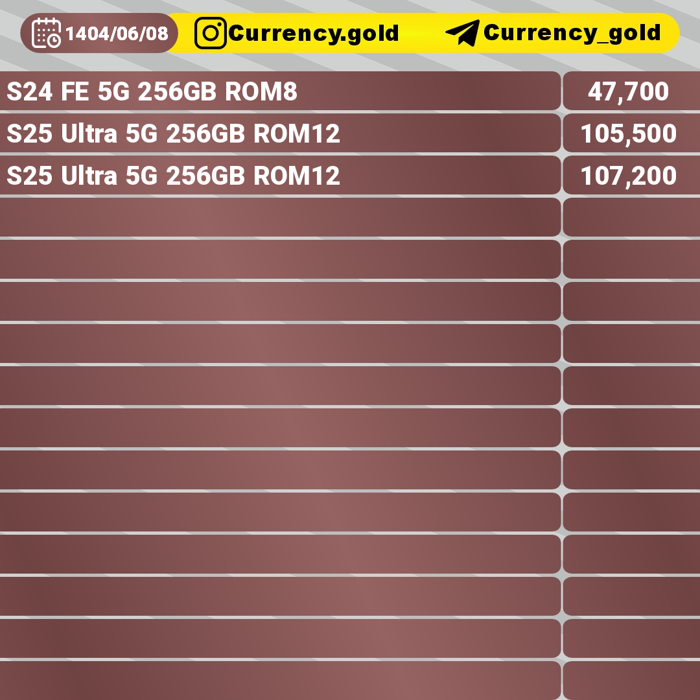 1404/06/08 Currency.gold Currency_gold
S24 FE 5G 256GB ROM8 47,700
S25 Ultra 5G 256GB ROM12 105,500
S25 Ultra 5G 256GB ROM12 107,200